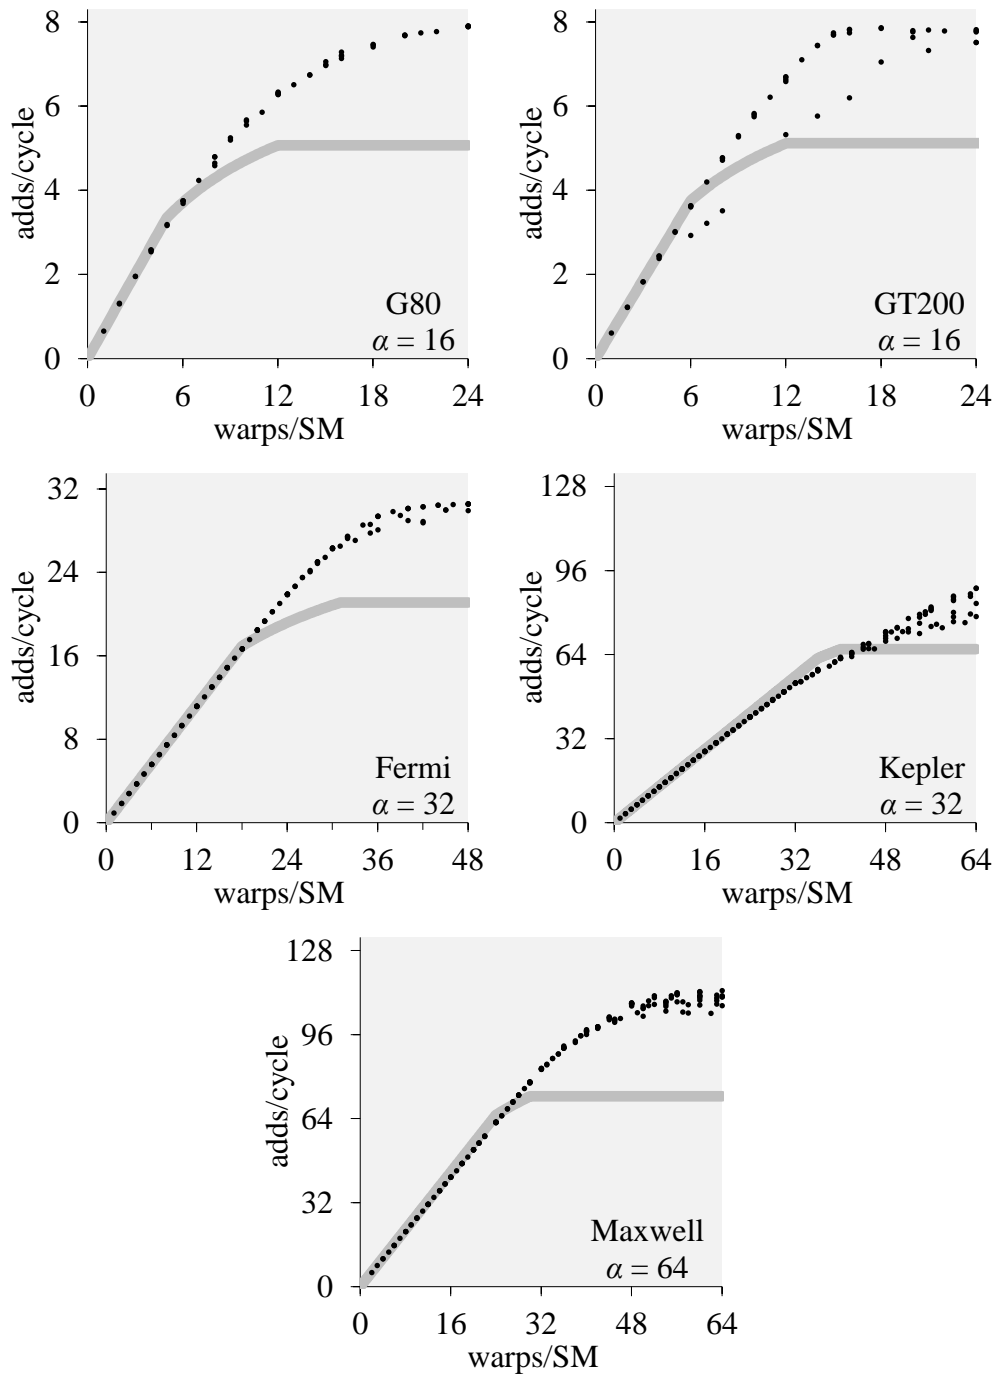 8
6
4
2
0
adds/cycle
G80
α = 16
0 6 12 18 24
warps/SM
8
6
4
2
0
adds/cycle
GT200
α = 16
0 6 12 18 24
warps/SM
32
24
16
8
0
adds/cycle
Fermi
α = 32
0 12 24 36 48
warps/SM
128
96
64
32
0
adds/cycle
Kepler
α = 32
0 16 32 48 64
warps/SM
128
96
64
32
0
adds/cycle
Maxwell
α = 64
0 16 32 48 64
warps/SM